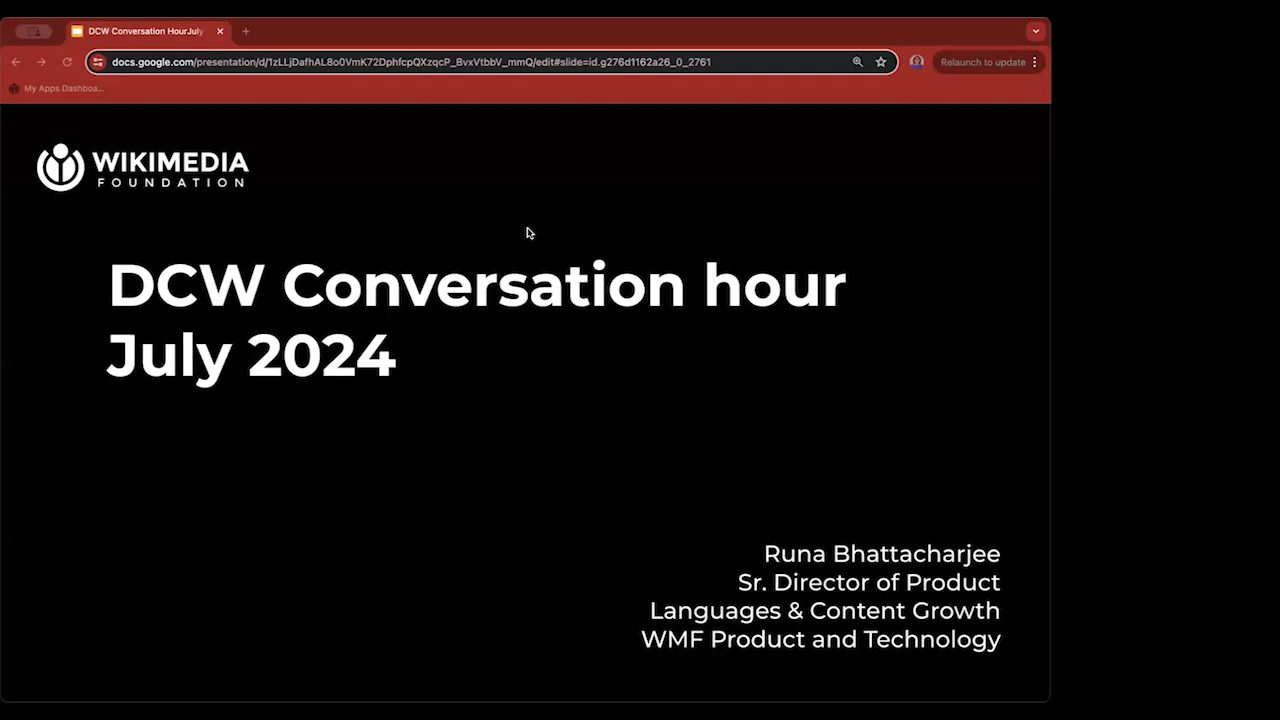 DCW Conversation HourJuly
docs.google.com/presentation/d/1zLLjDafhAL8o0VmK72DphfcpQXzqcP_BvxVtbbV_mmQ/edit#slide=id.g276d1162a26_0_2761
Relaunch to update
My Apps Dashboa...
WIKIMEDIA
FOUNDATION
DCW Conversation hour
July 2024
Runa Bhattacharjee
Sr. Director of Product
Languages & Content Growth
WMF Product and Technology